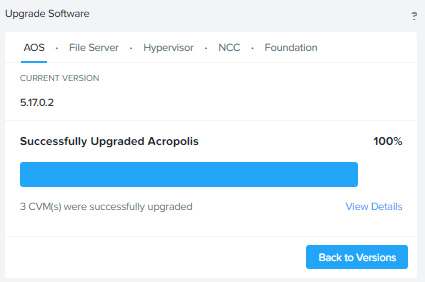 Upgrade Software ?
AOS · File Server · Hypervisor · NCC · Foundation
CURRENT VERSION
5.17.0.2
Successfully Upgraded Acropolis 100%
3 CVM(s) were successfully upgraded View Details
Back to Versions